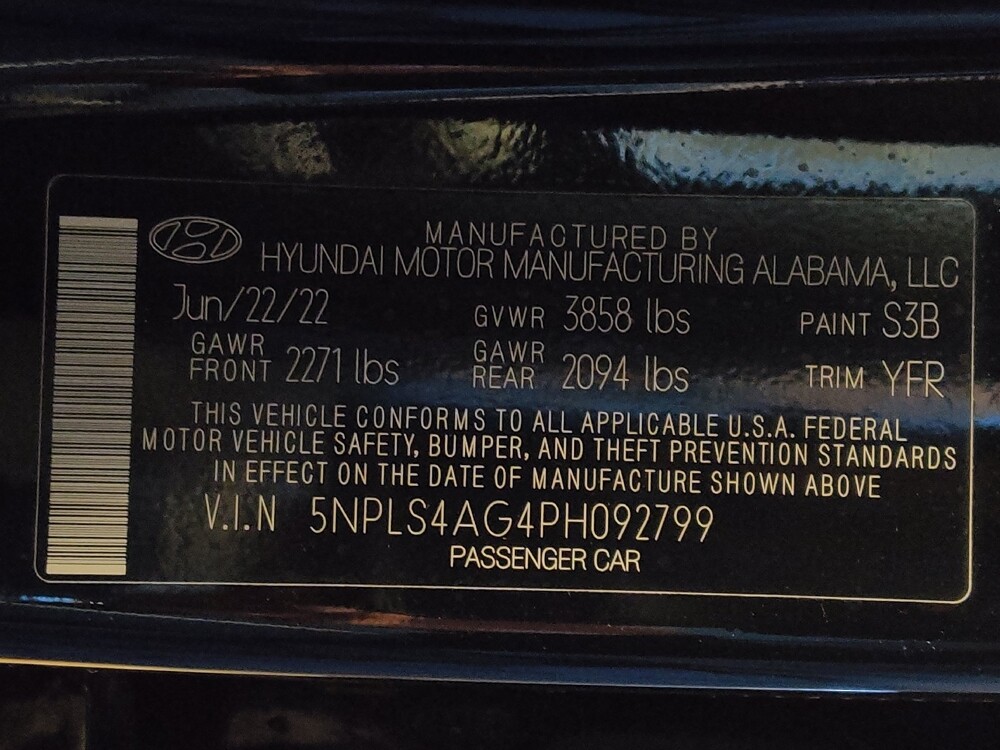 MANUFACTURED BY
HYUNDAI MOTOR MANUFACTURING ALABAMA, LLC
Jun/22/22 GVWR 3858 lbs PAINT S3B
GAWR FRONT 2271 lbs GAWR REAR 2094 lbs TRIM YFR
THIS VEHICLE CONFORMS TO ALL APPLICABLE U.S.A. FEDERAL
MOTOR VEHICLE SAFETY, BUMPER, AND THEFT PREVENTION STANDARDS
IN EFFECT ON THE DATE OF MANUFACTURE SHOWN ABOVE
V.I.N 5NPLS4AG4PH092799
PASSENGER CAR